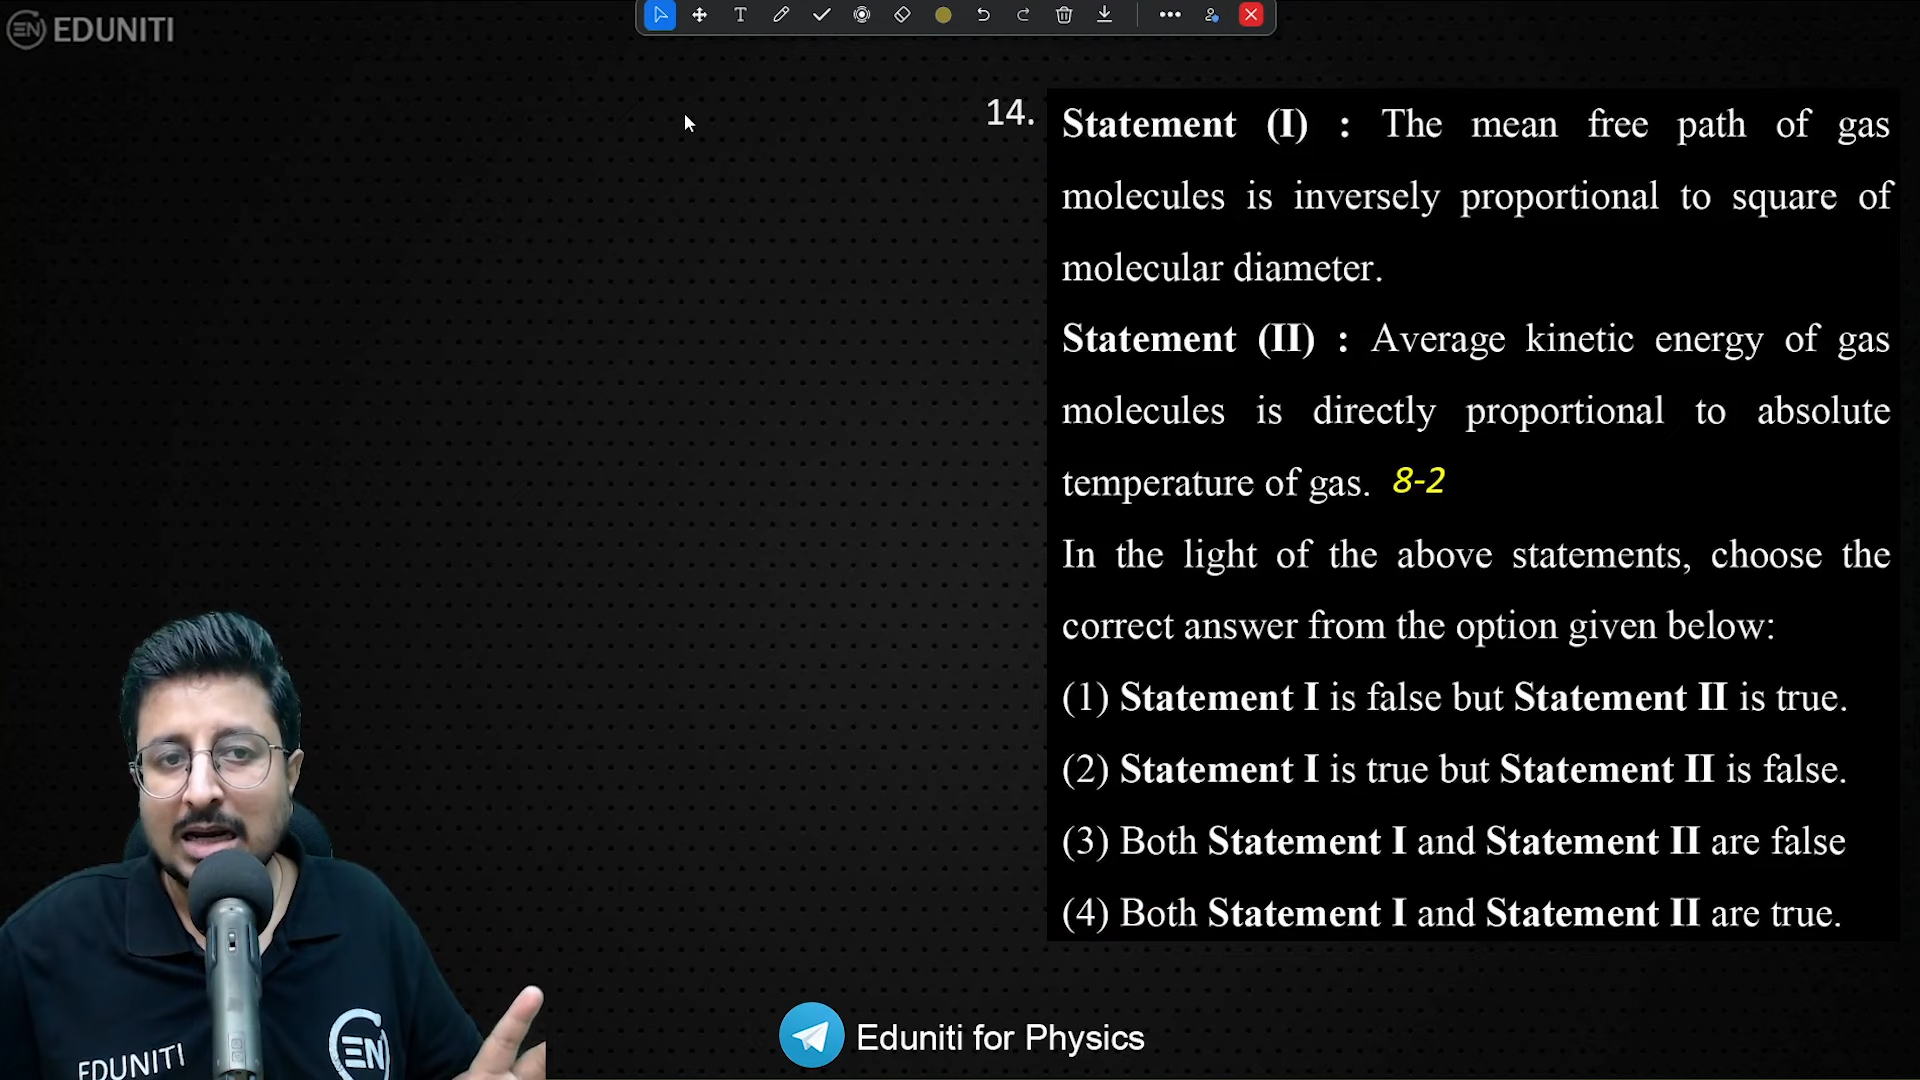 EN EDUNITI
14.
Statement (I) : The mean free path of gas
molecules is inversely proportional to square of
molecular diameter.
Statement (II) : Average kinetic energy of gas
molecules is directly proportional to absolute
temperature of gas. 8-2
In the light of the above statements, choose the
correct answer from the option given below:
(1) Statement I is false but Statement II is true.
(2) Statement I is true but Statement II is false.
(3) Both Statement I and Statement II are false
(4) Both Statement I and Statement II are true.
EDUNITI
EN
Eduniti for Physics